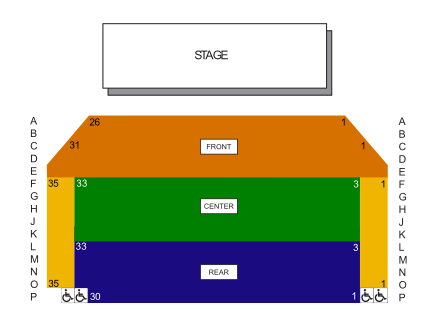 STAGE
A 26 1 A
B B
C 31 FRONT 1 C
D D
E E
F 35 33 3 1 F
G G
H CENTER H
J J
K K
L 33 3 L
M M
N REAR N
O 35 1 O
P 30 1 P